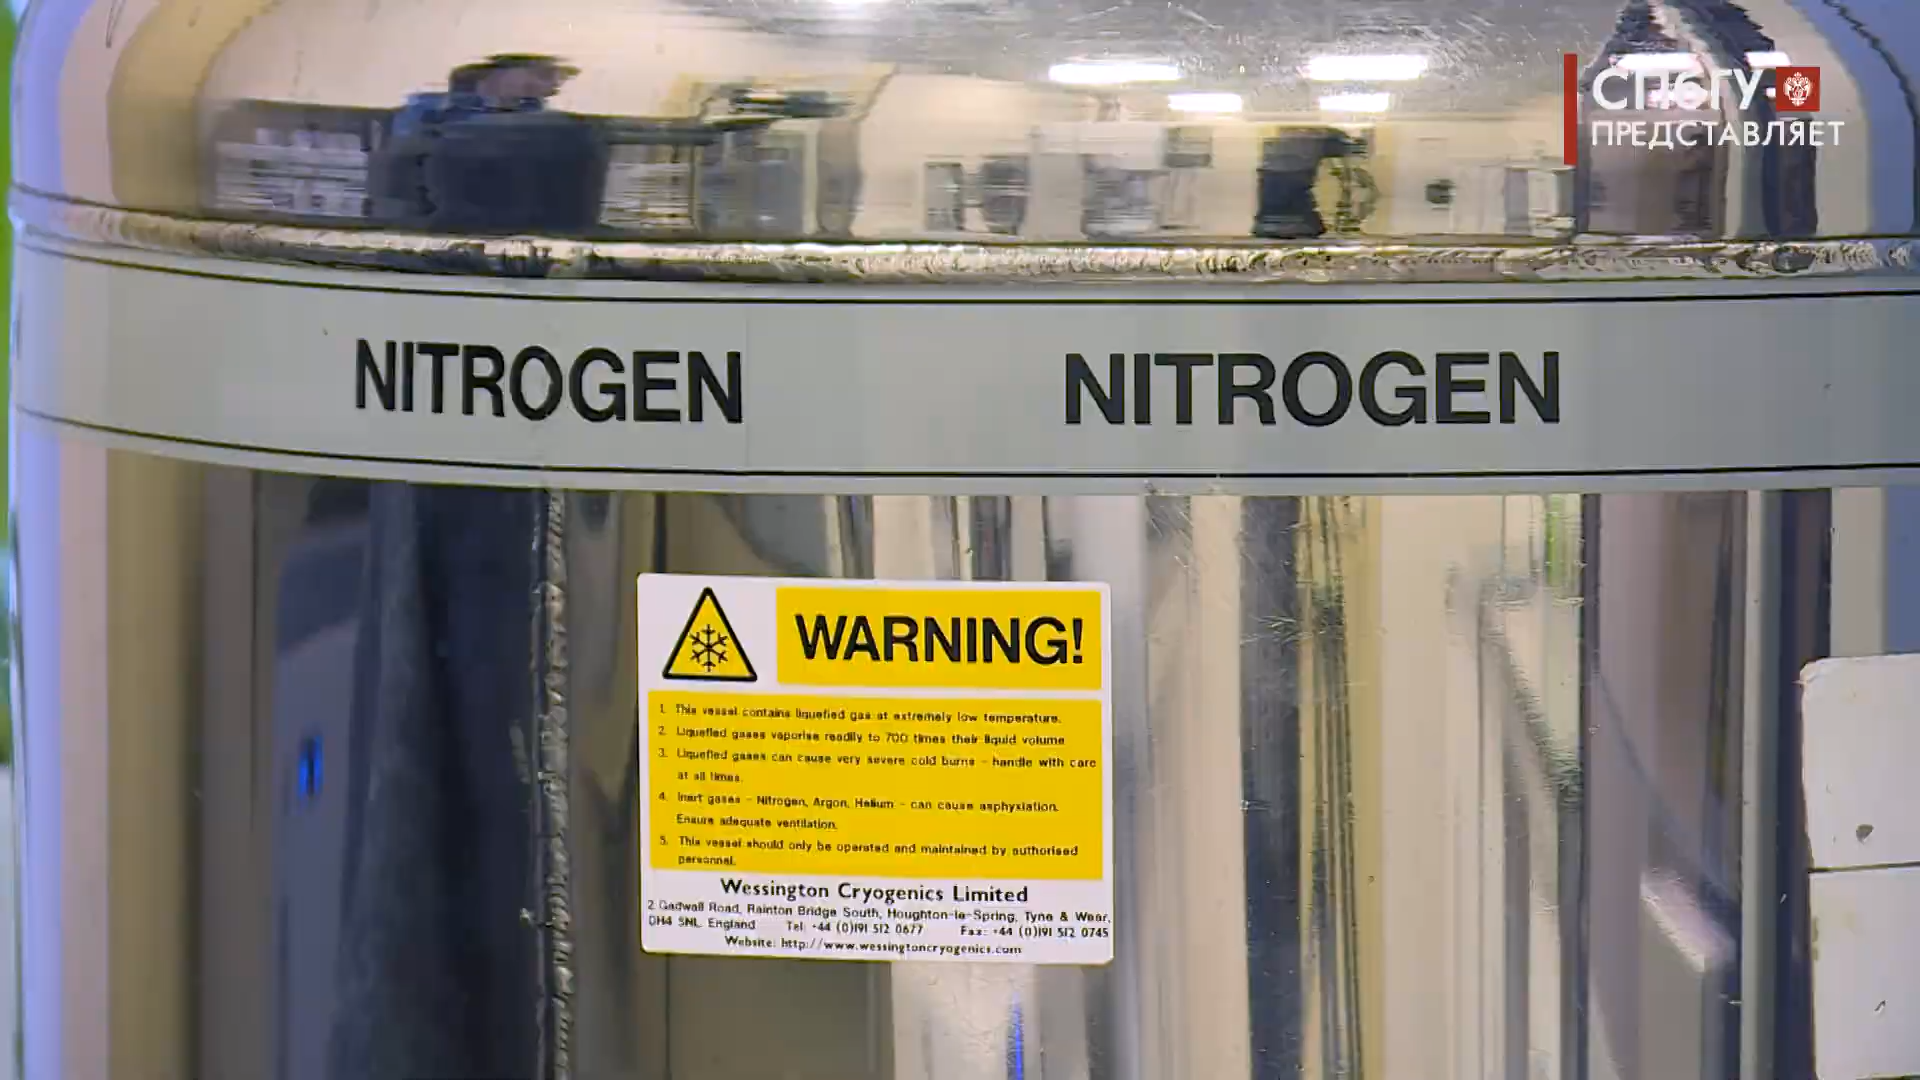 СПбГУ
ПРЕДСТАВЛЯЕТ
NITROGEN NITROGEN
WARNING!
1. This vessel contains liquefied gas at extremely low temperature.
2. Liquefied gases vaporise readily to 700 times their liquid volume
3. Liquefied gases can cause very severe cold burns - handle with care
at all times.
4. Inert gases - Nitrogen, Argon, Helium - can cause asphyxiation.
Ensure adequate ventilation.
5. This vessel should only be operated and maintained by authorised
personnel.
Wessington Cryogenics Limited
2 Gadwall Road, Rainton Bridge South, Houghton-le-Spring, Tyne & Wear,
DH4 5NL, England Tel: +44 (0)191 512 0677 Fax: +44 (0)191 512 0745
Website: http://www.wessingtoncryogenics.com